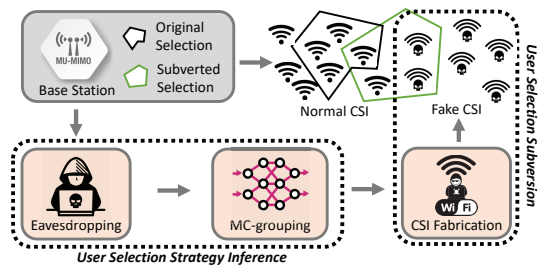 MU-MIMO
Base Station
Original
Selection
Subverted
Selection
Normal CSI
Fake CSI
User Selection Subversion
Eavesdropping
MC-grouping
Wi Fi
CSI Fabrication
User Selection Strategy Inference